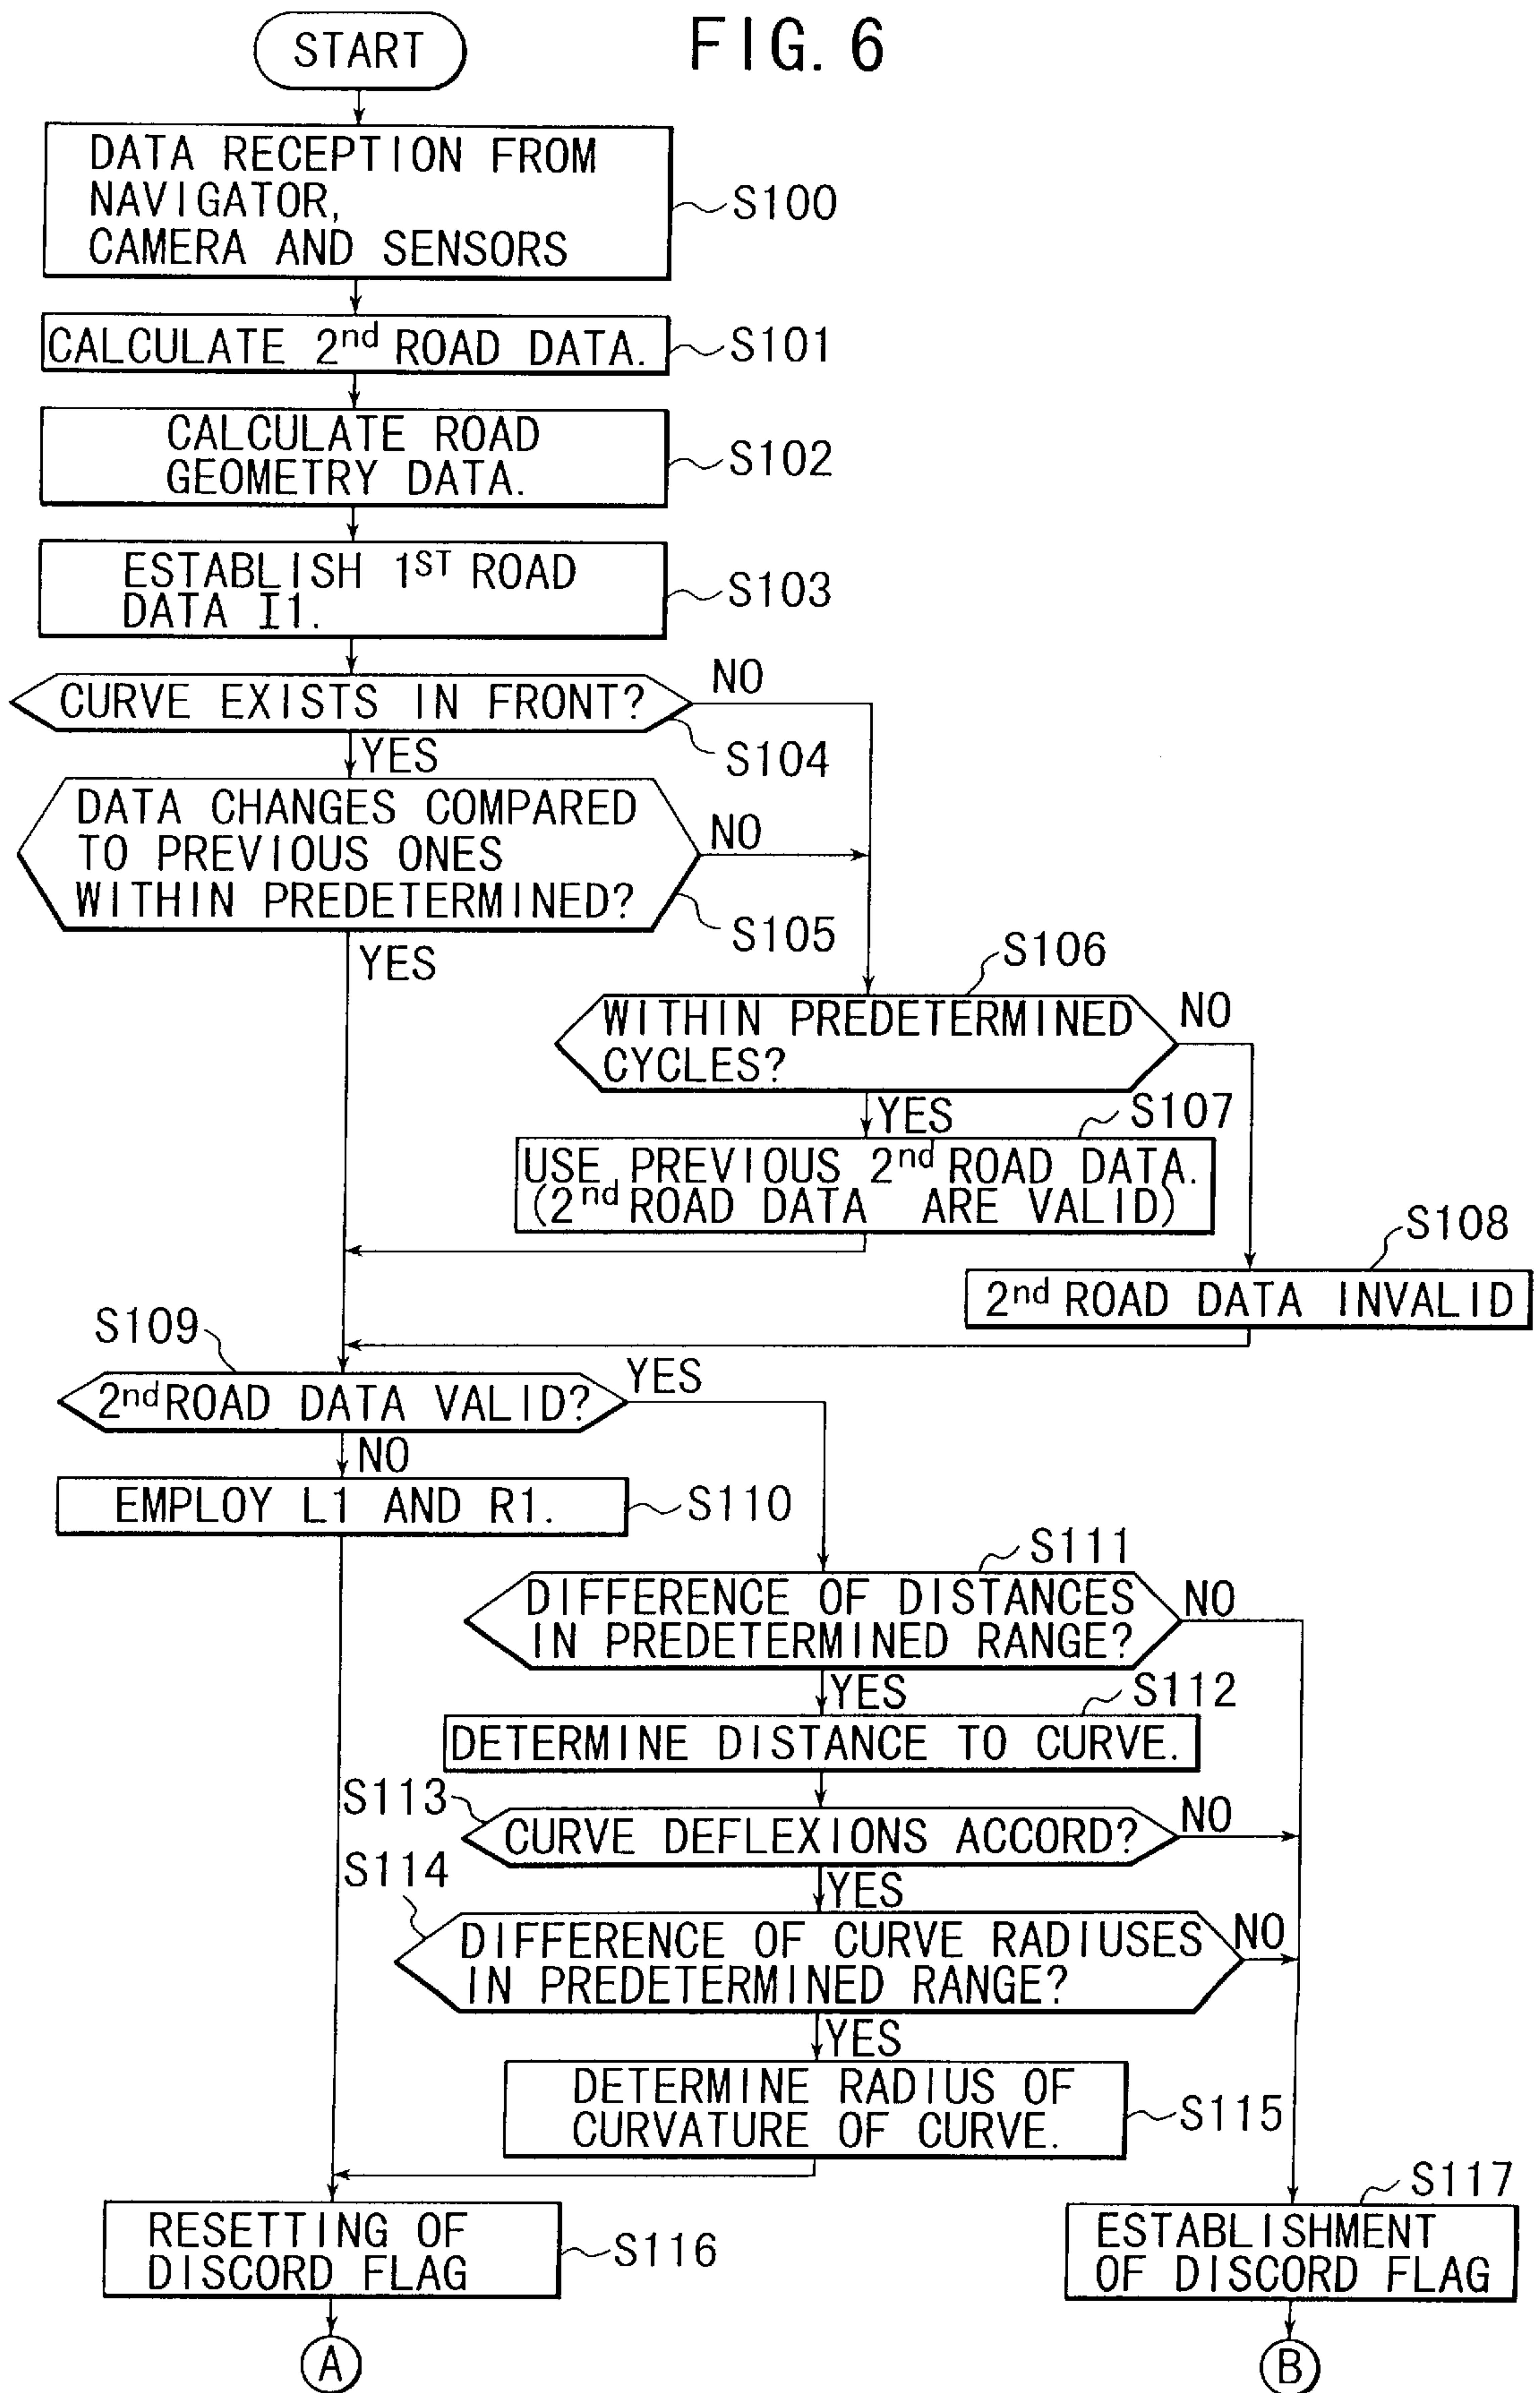 FIG. 6
START
DATA RECEPTION FROM
NAVIGATOR,
CAMERA AND SENSORS
S100
CALCULATE 2nd ROAD DATA.
S101
CALCULATE ROAD
GEOMETRY DATA.
S102
ESTABLISH 1ST ROAD
DATA I1.
S103
CURVE EXISTS IN FRONT?
NO
S104
YES
DATA CHANGES COMPARED
TO PREVIOUS ONES
WITHIN PREDETERMINED?
NO
S105
YES
S106
WITHIN PREDETERMINED
CYCLES?
NO
YES
S107
USE PREVIOUS 2nd ROAD DATA.
(2nd ROAD DATA ARE VALID)
S108
2nd ROAD DATA INVALID
S109
2nd ROAD DATA VALID?
YES
NO
EMPLOY L1 AND R1.
S110
S111
DIFFERENCE OF DISTANCES
IN PREDETERMINED RANGE?
NO
YES
S112
DETERMINE DISTANCE TO CURVE.
S113
CURVE DEFLEXIONS ACCORD?
NO
YES
S114
DIFFERENCE OF CURVE RADIUSES
IN PREDETERMINED RANGE?
NO
YES
DETERMINE RADIUS OF
CURVATURE OF CURVE.
S115
RESETTING OF
DISCORD FLAG
S116
S117
ESTABLISHMENT
OF DISCORD FLAG
A
B